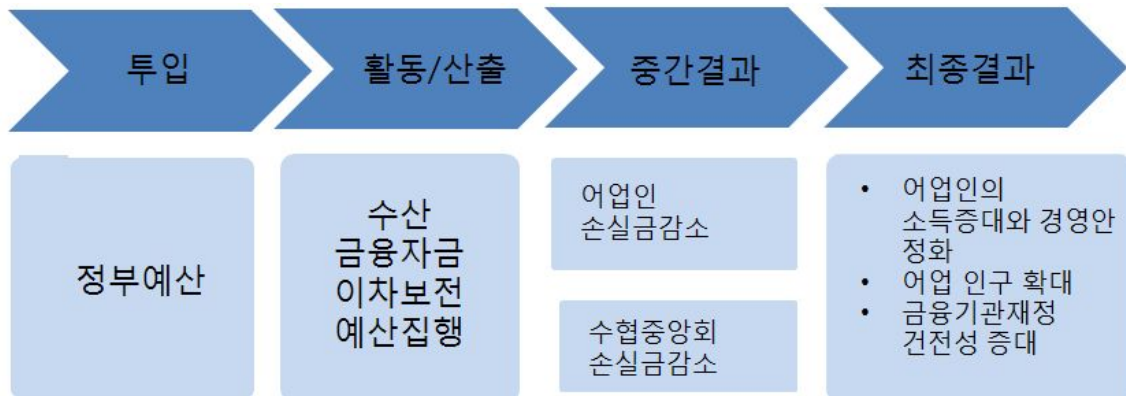 투입
활동/산출
중간결과
최종결과
정부예산
수산
금융자금
이차보전
예산집행
어업인
손실금감소
수협중앙회
손실금감소
• 어업인의
소득증대와 경영안
정화
• 어업 인구 확대
• 금융기관재정
건전성 증대